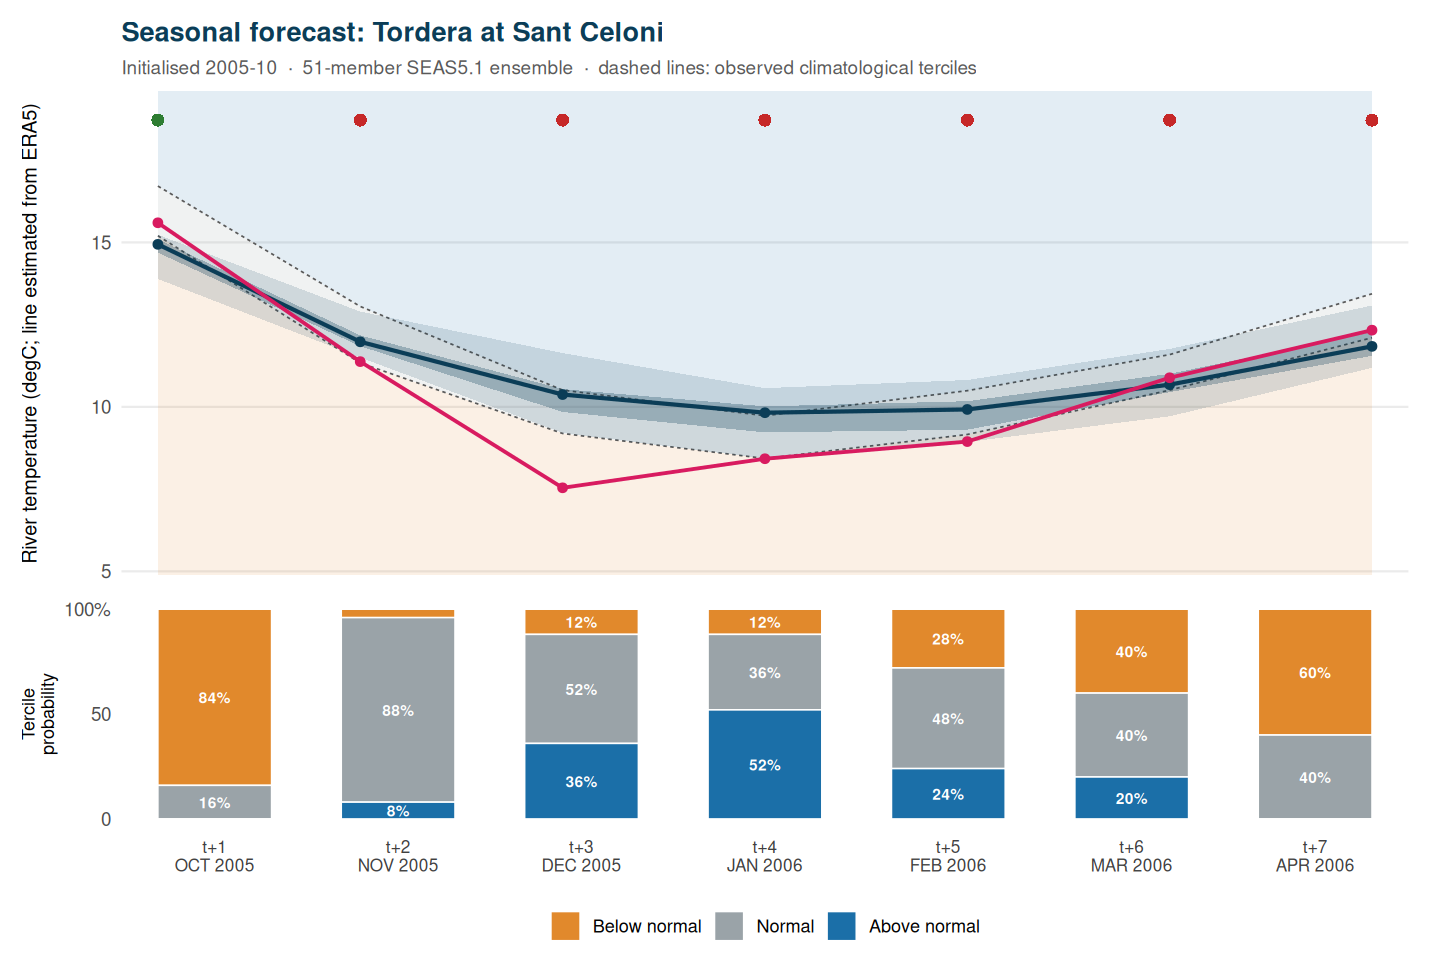 Seasonal forecast: Tordera at Sant Celoni
Initialised 2005-10 · 51-member SEAS5.1 ensemble · dashed lines: observed climatological terciles
River temperature (degC; line estimated from ERA5)
15
10
5
Tercile
probability
100%
50
0
84%
16%
88%
8%
12%
52%
36%
12%
36%
52%
28%
48%
24%
40%
40%
20%
60%
40%
t+1
OCT 2005
t+2
NOV 2005
t+3
DEC 2005
t+4
JAN 2006
t+5
FEB 2006
t+6
MAR 2006
t+7
APR 2006
Below normal
Normal
Above normal